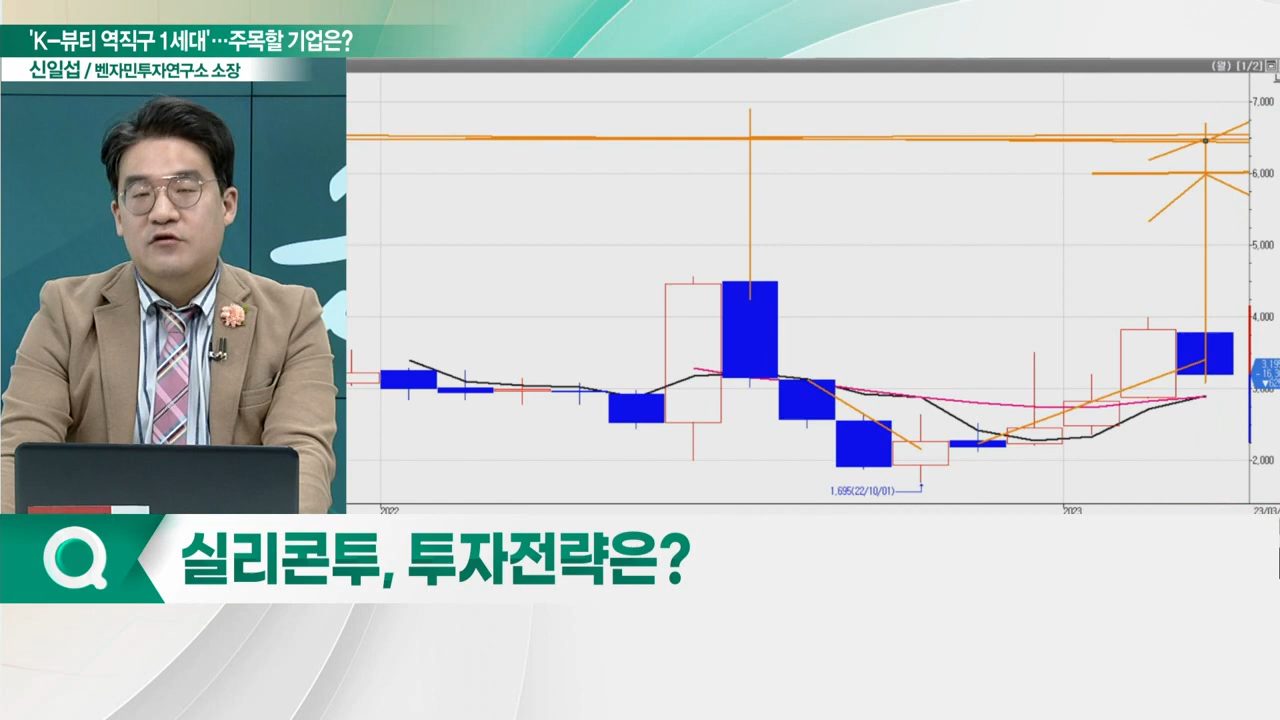 'K-뷰티 역직구 1세대'…주목할 기업은?
신일섭 / 벤자민투자연구소 소장
(월) [1/2]
7,000
6,000
5,000
4,000
2,000
1,695(22/10/01)
2022
2023
실리콘투, 투자전략은?